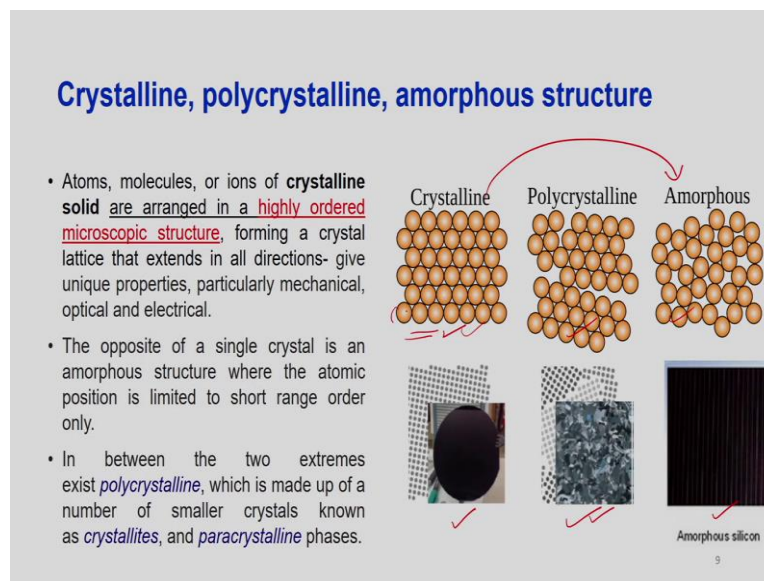 Crystalline, polycrystalline, amorphous structure
• Atoms, molecules, or ions of crystalline
solid are arranged in a highly ordered
microscopic structure, forming a crystal
lattice that extends in all directions- give
unique properties, particularly mechanical,
optical and electrical.
• The opposite of a single crystal is an
amorphous structure where the atomic
position is limited to short range order
only.
• In between the two extremes
exist polycrystalline, which is made up of a
number of smaller crystals known
as crystallites, and paracrystalline phases.
Crystalline Polycrystalline Amorphous
Amorphous silicon
9